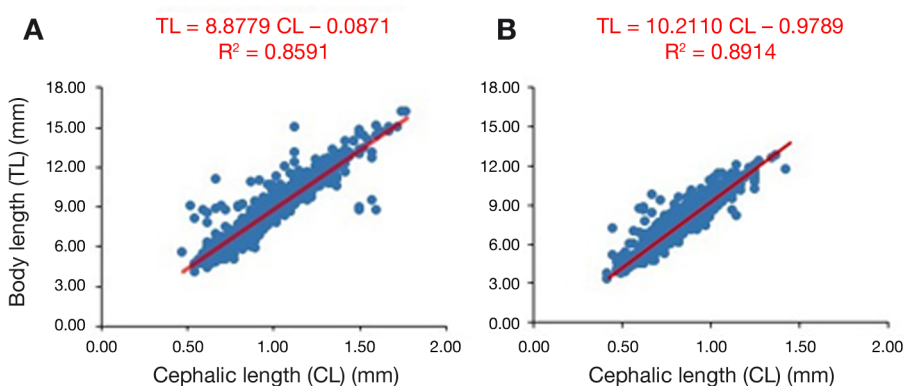 A
TL = 8.8779 CL – 0.0871
R² = 0.8591
Body length (TL) (mm)
18.00
15.00
12.00
9.00
6.00
3.00
0.00
0.00 0.50 1.00 1.50 2.00
Cephalic length (CL) (mm)
B
TL = 10.2110 CL – 0.9789
R² = 0.8914
18.00
15.00
12.00
9.00
6.00
3.00
0.00
0.00 0.50 1.00 1.50 2.00
Cephalic length (CL) (mm)